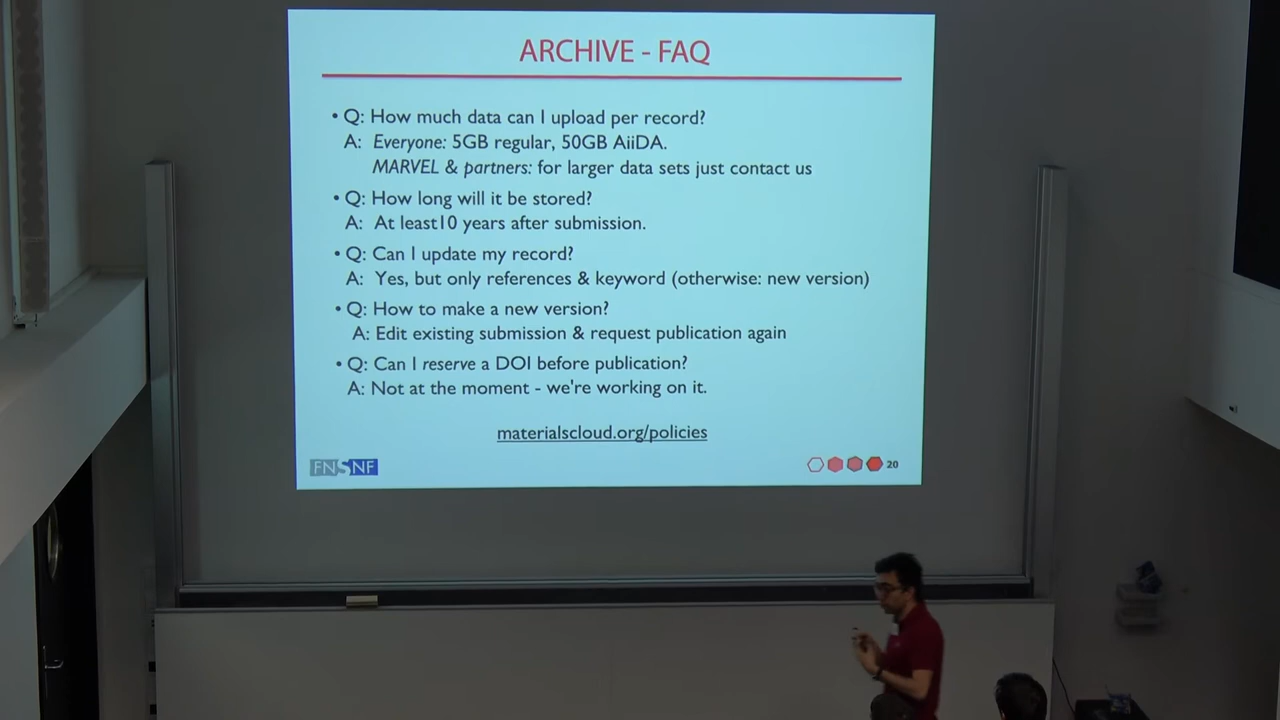 ARCHIVE - FAQ
• Q: How much data can I upload per record?
A: Everyone: 5GB regular, 50GB AiiDA.
MARVEL & partners: for larger data sets just contact us
• Q: How long will it be stored?
A: At least10 years after submission.
• Q: Can I update my record?
A: Yes, but only references & keyword (otherwise: new version)
• Q: How to make a new version?
A: Edit existing submission & request publication again
• Q: Can I reserve a DOI before publication?
A: Not at the moment - we're working on it.
materialscloud.org/policies
FNSNF
20